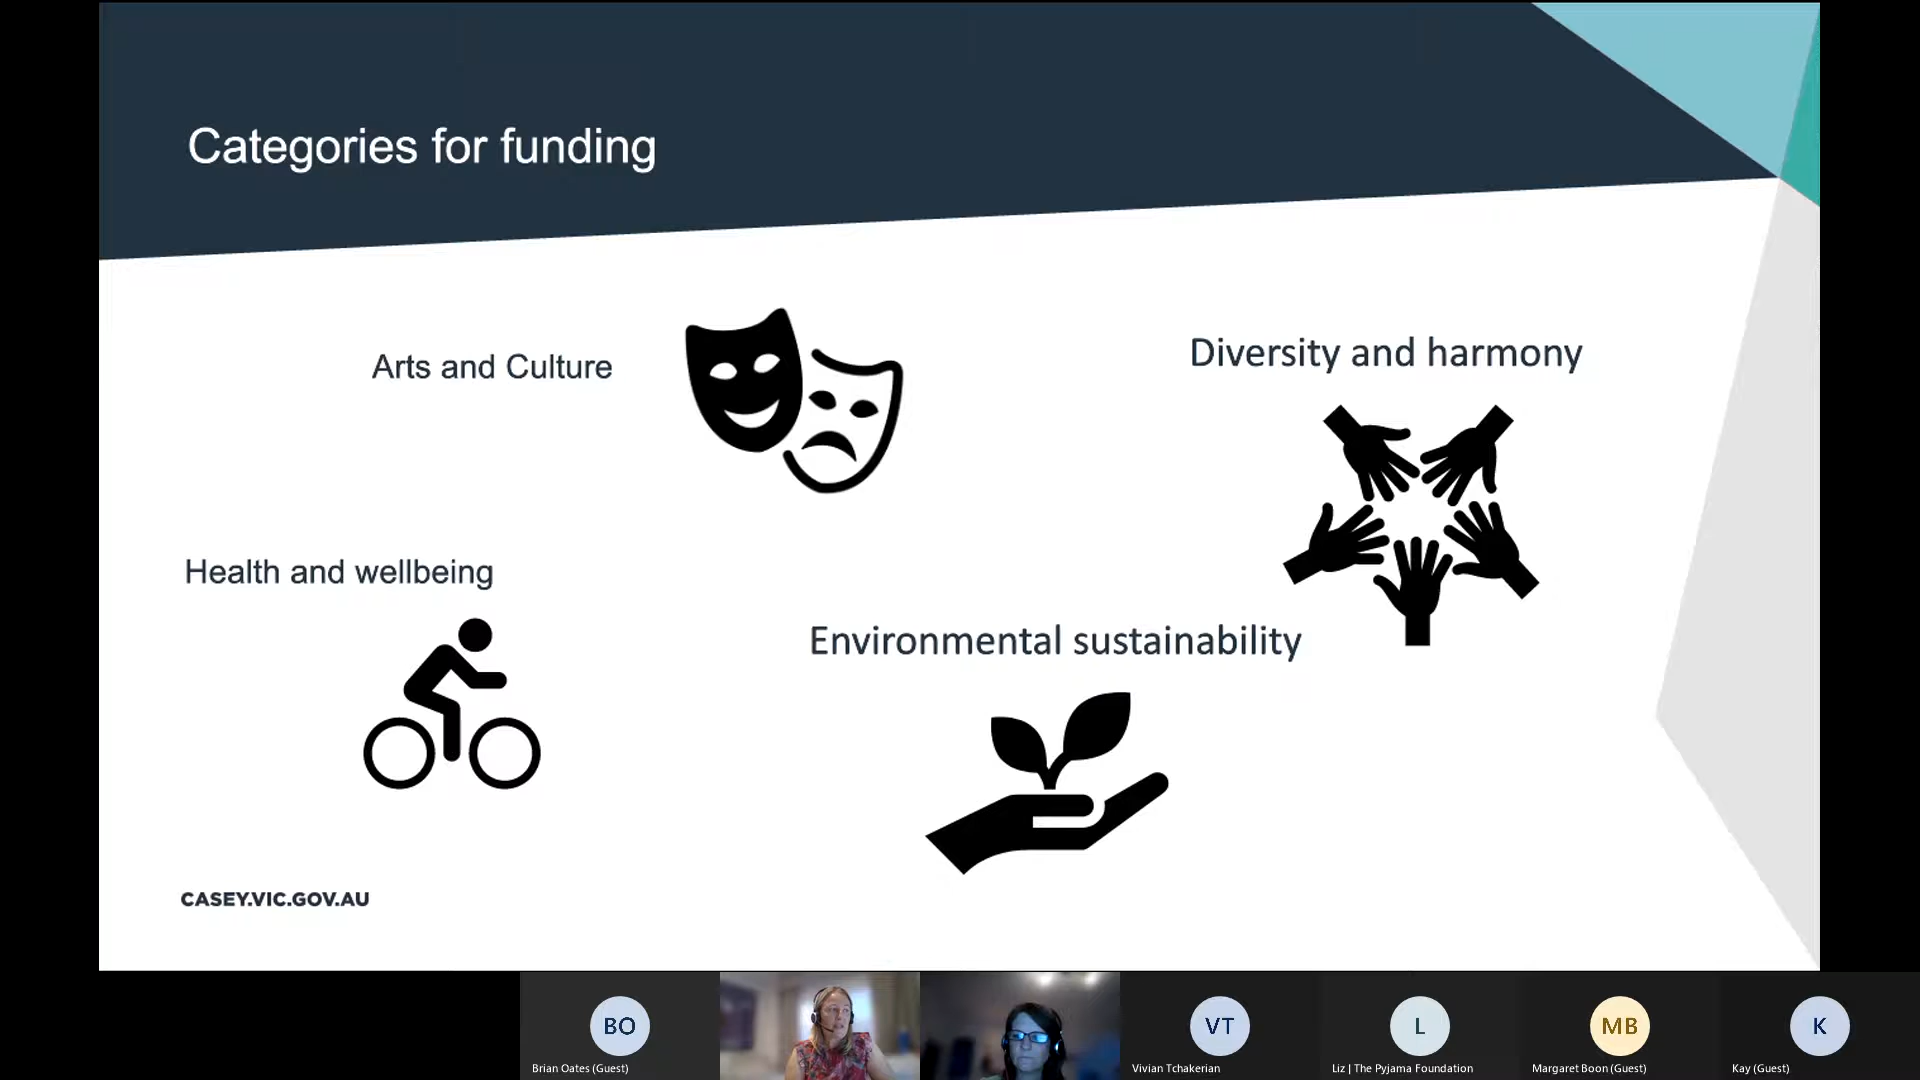 Categories for funding
Arts and Culture
Diversity and harmony
Health and wellbeing
Environmental sustainability
CASEY.VIC.GOV.AU
BO
VT
L
MB
K
Brian Oates (Guest)
Vivian Tchakerian
Liz | The Pyjama Foundation
Margaret Boon (Guest)
Kay (Guest)